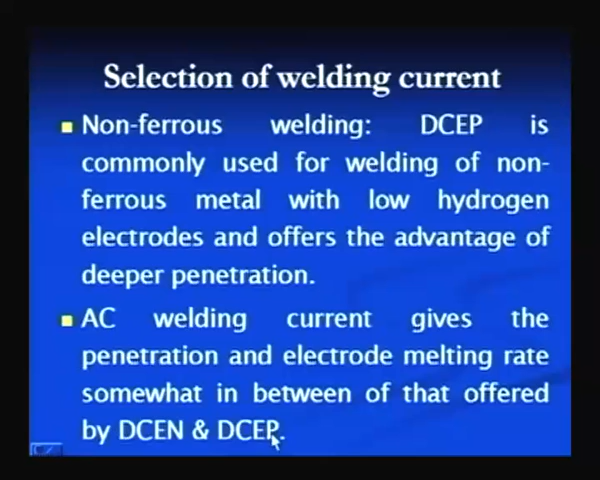 Selection of welding current
Non-ferrous welding: DCEP is
commonly used for welding of non-
ferrous metal with low hydrogen
electrodes and offers the advantage of
deeper penetration.
AC welding current gives the
penetration and electrode melting rate
somewhat in between of that offered
by DCEN & DCEP.